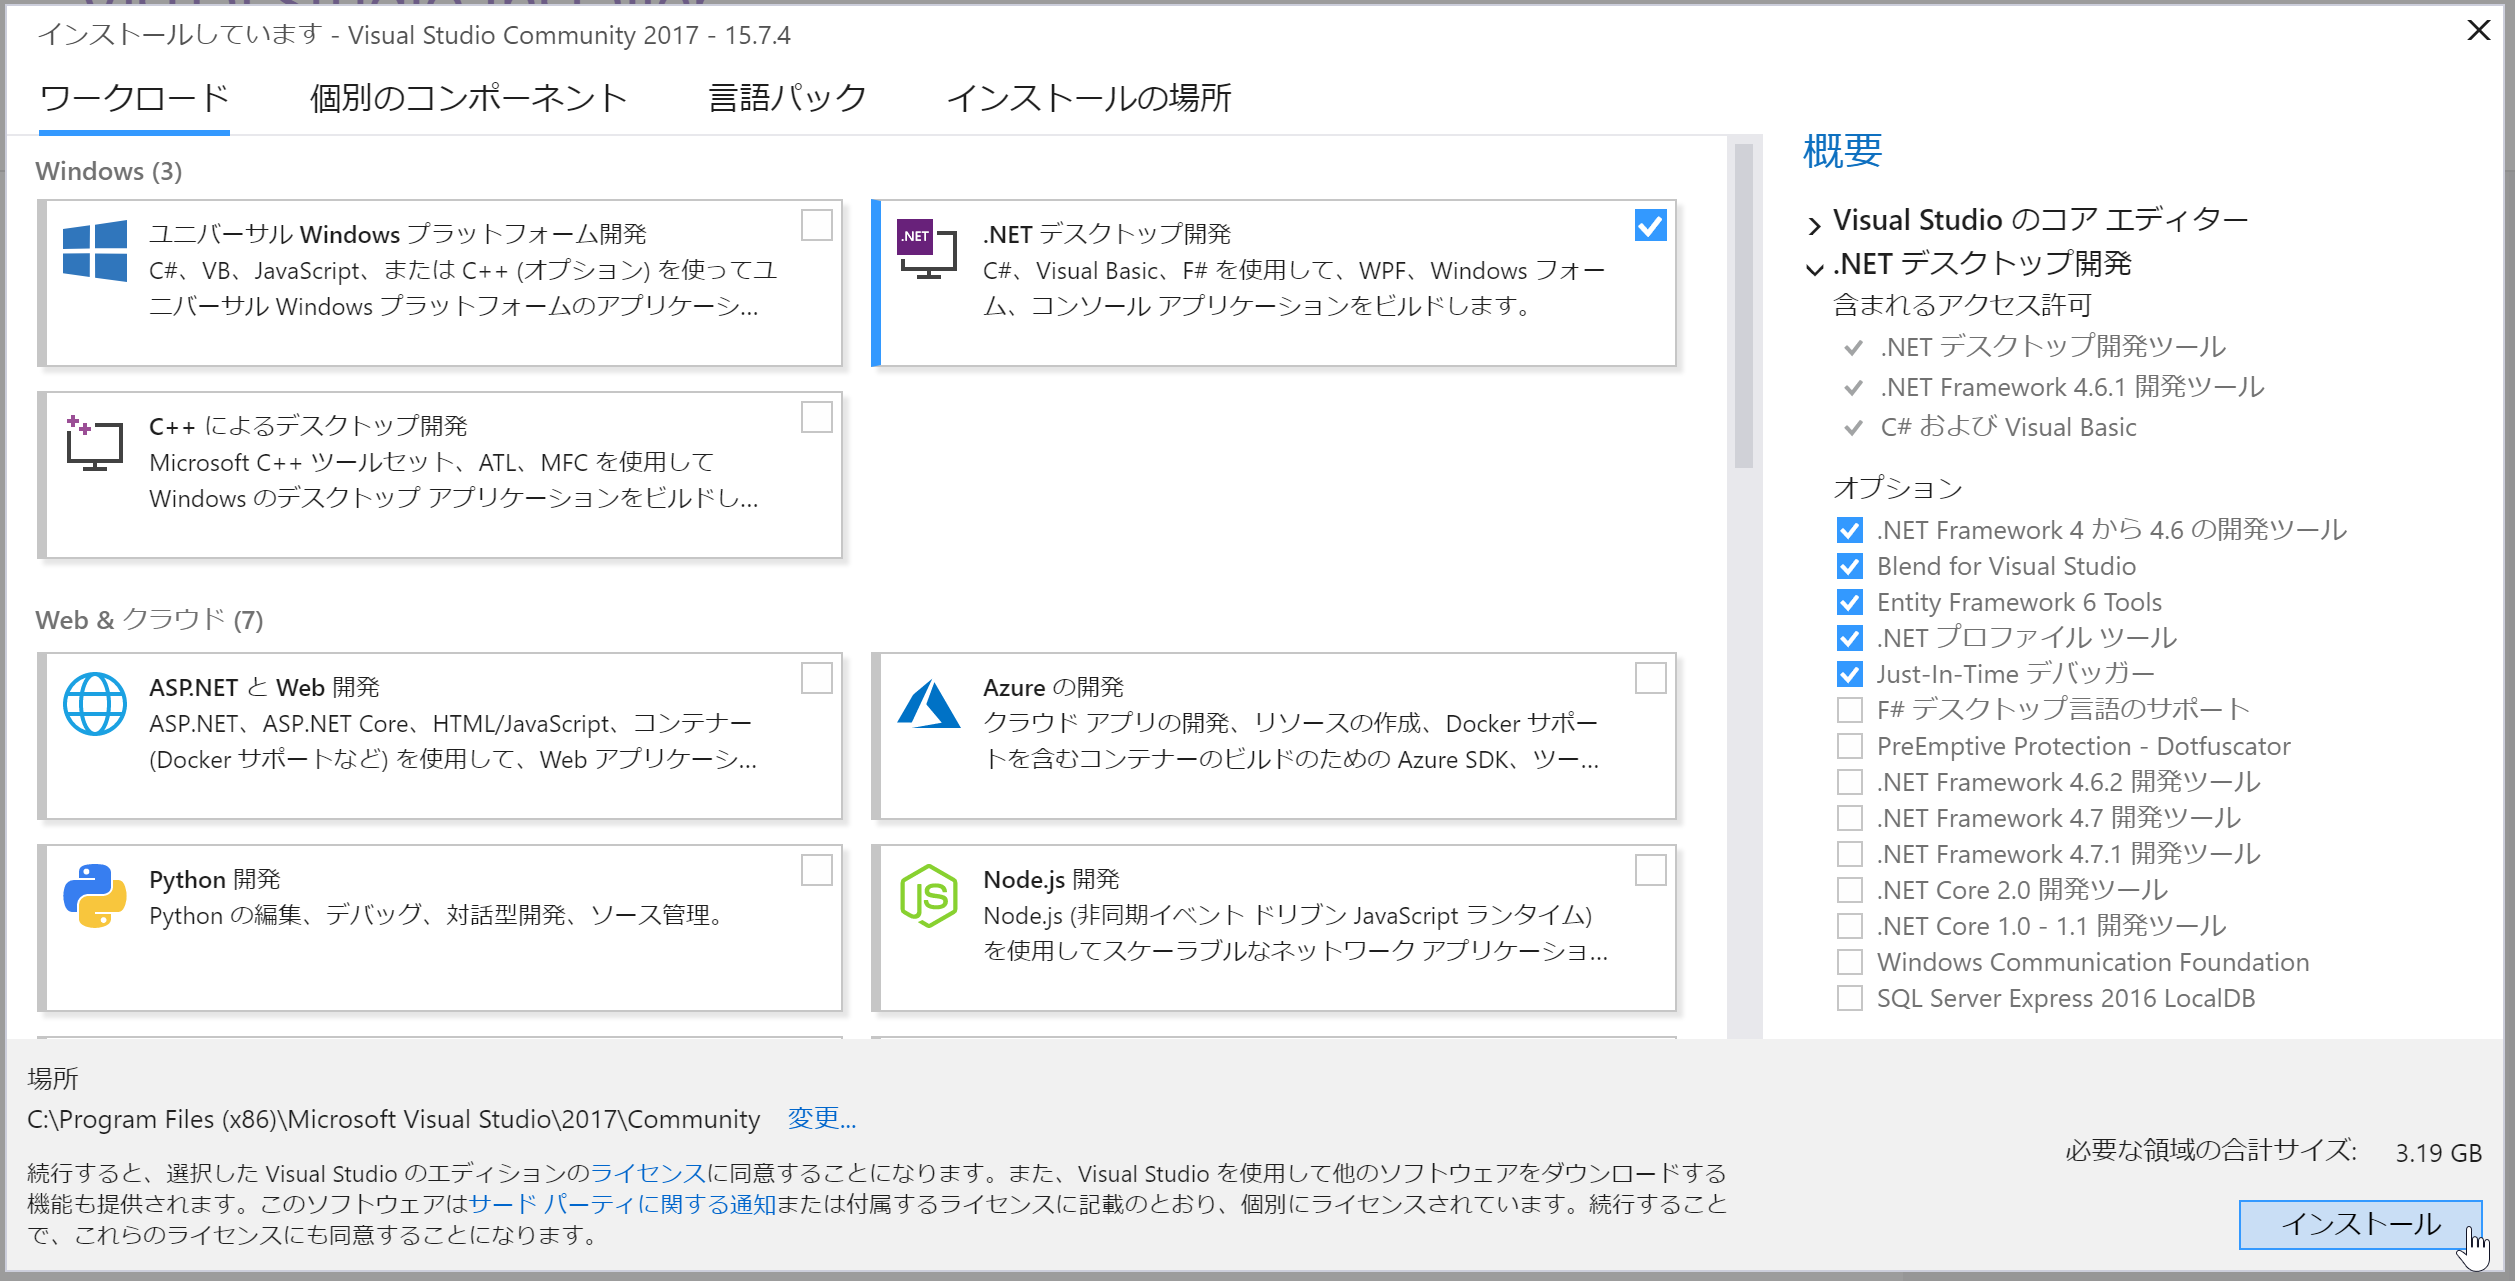 インストールしています - Visual Studio Community 2017 - 15.7.4
ワークロード
個別のコンポーネント
言語パック
インストールの場所
Windows (3)
ユニバーサル Windows プラットフォーム開発
C#、VB、JavaScript、または C++ (オプション) を使ってユ
ニバーサル Windows プラットフォームのアプリケーシ...
.NET
.NET デスクトップ開発
C#、Visual Basic、F# を使用して、WPF、Windows フォー
ム、コンソール アプリケーションをビルドします。
C++ によるデスクトップ開発
Microsoft C++ ツールセット、ATL、MFC を使用して
Windows のデスクトップ アプリケーションをビルドし...
Web & クラウド (7)
ASP.NET と Web 開発
ASP.NET、ASP.NET Core、HTML/JavaScript、コンテナー
(Docker サポートなど) を使用して、Web アプリケーシ...
Azure の開発
クラウド アプリの開発、リソースの作成、Docker サポー
トを含むコンテナーのビルドのための Azure SDK、ツー...
Python 開発
Python の編集、デバッグ、対話型開発、ソース管理。
JS
Node.js 開発
Node.js (非同期イベント ドリブン JavaScript ランタイム)
を使用してスケーラブルなネットワーク アプリケーショ...
概要
Visual Studio のコア エディター
.NET デスクトップ開発
含まれるアクセス許可
.NET デスクトップ開発ツール
.NET Framework 4.6.1 開発ツール
C# および Visual Basic
オプション
.NET Framework 4 から 4.6 の開発ツール
Blend for Visual Studio
Entity Framework 6 Tools
.NET プロファイル ツール
Just-In-Time デバッガー
F# デスクトップ言語のサポート
PreEmptive Protection - Dotfuscator
.NET Framework 4.6.2 開発ツール
.NET Framework 4.7 開発ツール
.NET Framework 4.7.1 開発ツール
.NET Core 2.0 開発ツール
.NET Core 1.0 - 1.1 開発ツール
Windows Communication Foundation
SQL Server Express 2016 LocalDB
場所
C:\Program Files (x86)\Microsoft Visual Studio\2017\Community 変更...
続行すると、選択した Visual Studio のエディションのライセンスに同意することになります。また、Visual Studio を使用して他のソフトウェアをダウンロードする
機能も提供されます。このソフトウェアはサード パーティに関する通知または付属するライセンスに記載のとおり、個別にライセンスされています。続行すること
で、これらのライセンスにも同意することになります。
必要な領域の合計サイズ: 3.19 GB
インストール